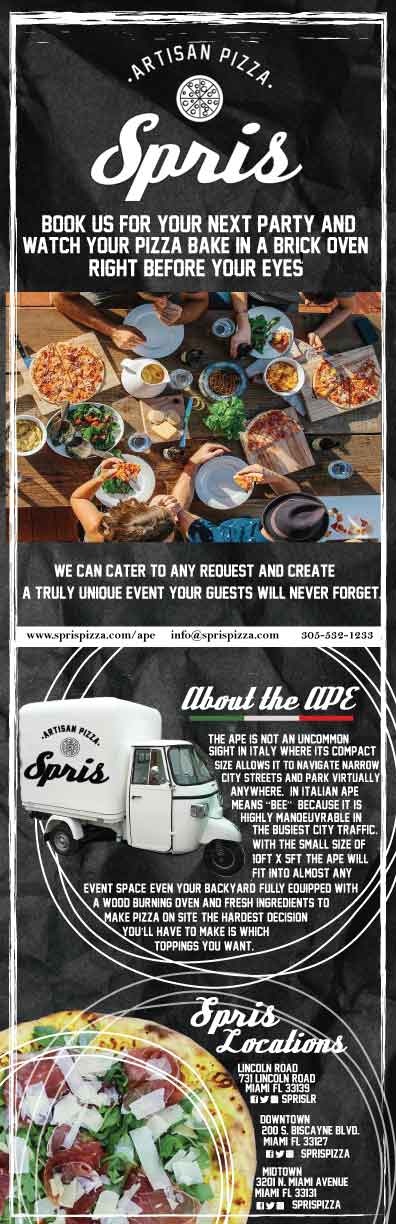 ARTISAN PIZZA
Spris
BOOK US FOR YOUR NEXT PARTY AND
WATCH YOUR PIZZA BAKE IN A BRICK OVEN
RIGHT BEFORE YOUR EYES
WE CAN CATER TO ANY REQUEST AND CREATE
A TRULY UNIQUE EVENT YOUR GUESTS WILL NEVER FORGET.
www.sprispizza.com/ape info@sprispizza.com 305-532-1233
About the APE
ARTISAN PIZZA
Spris
THE APE IS NOT AN UNCOMMON
SIGHT IN ITALY WHERE ITS COMPACT
SIZE ALLOWS IT TO NAVIGATE NARROW
CITY STREETS AND PARK VIRTUALLY
ANYWHERE. IN ITALIAN APE
MEANS "BEE" BECAUSE IT IS
HIGHLY MANOEUVRABLE IN
THE BUSIEST CITY TRAFFIC.
WITH THE SMALL SIZE OF
10FT X 5FT THE APE WILL
FIT INTO ALMOST ANY
EVENT SPACE EVEN YOUR BACKYARD FULLY EQUIPPED WITH
A WOOD BURNING OVEN AND FRESH INGREDIENTS TO
MAKE PIZZA ON SITE THE HARDEST DECISION
YOU'LL HAVE TO MAKE IS WHICH
TOPPINGS YOU WANT.
Spris
Locations
LINCOLN ROAD
731 LINCOLN ROAD
MIAMI FL 33139
SPRISLR
DOWNTOWN
200 S. BISCAYNE BLVD.
MIAMI FL 33127
SPRISPIZZA
MIDTOWN
3201 N. MIAMI AVENUE
MIAMI FL 33131
SPRISPIZZA